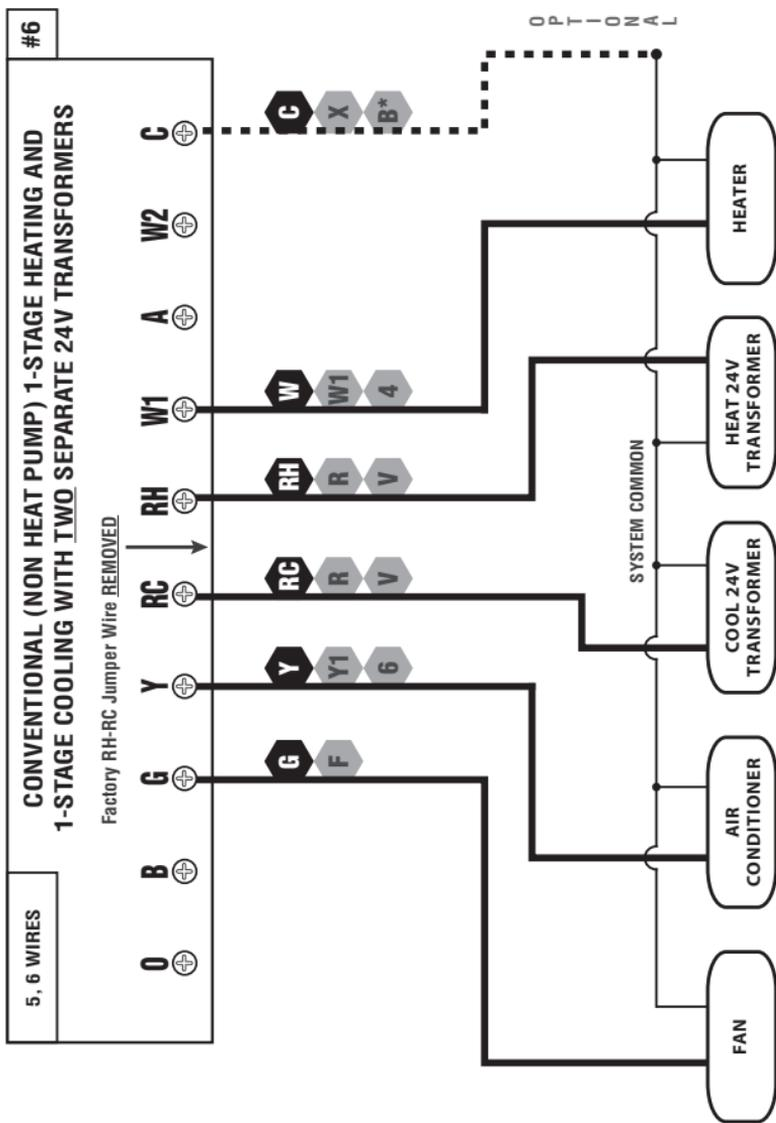 5, 6 WIRES
#6
CONVENTIONAL (NON HEAT PUMP) 1-STAGE HEATING AND
1-STAGE COOLING WITH TWO SEPARATE 24V TRANSFORMERS
Factory RH-RC Jumper Wire REMOVED
O B G Y RC RH W1 A W2 C
G Y RC RH W C
F Y1 R R W1 X
6 V V 4 B*
OPTIONAL
SYSTEM COMMON
FAN
AIR
CONDITIONER
COOL 24V
TRANSFORMER
HEAT 24V
TRANSFORMER
HEATER